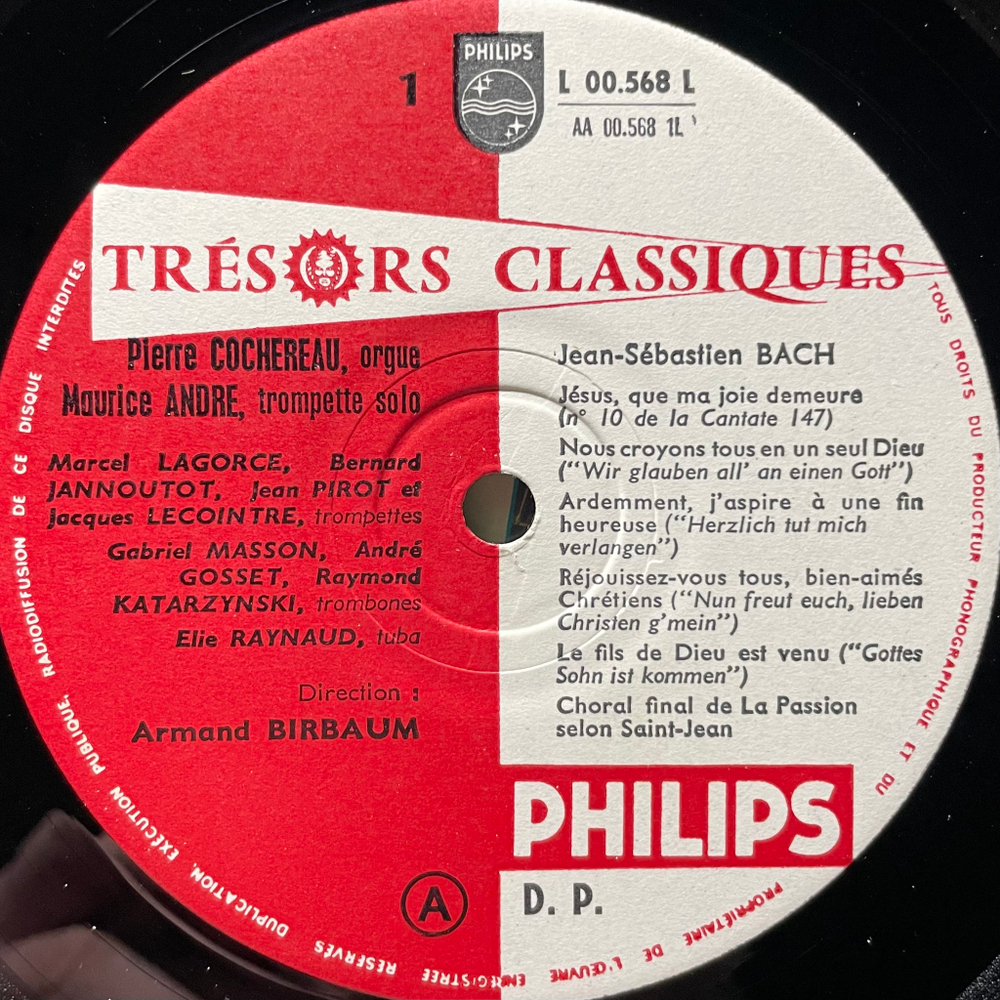 1
PHILIPS
L 00.568 L
AA 00.568 1L
TRÉSORS CLASSIQUES
Pierre COCHEREAU, orgue
Maurice ANDRE, trompette solo
Marcel LAGORCE, Bernard
JANNOUTOT, Jean PIROT et
Jacques LECOINTRE, trompettes
Gabriel MASSON, André
GOSSET, Raymond
KATARZYNSKI, trombones
Elie RAYNAUD, tuba
Direction :
Armand BIRBAUM
Jean-Sébastien BACH
Jésus, que ma joie demeure
(n° 10 de la Cantate 147)
Nous croyons tous en un seul Dieu
("Wir glauben all' an einen Gott")
Ardemment, j'aspire à une fin
heureuse ("Herzlich tut mich
verlangen")
Réjouissez-vous tous, bien-aimés
Chrétiens ("Nun freut euch, lieben
Christen g'mein")
Le fils de Dieu est venu ("Gottes
Sohn ist kommen")
Choral final de La Passion
selon Saint-Jean
PHILIPS
A
D. P.
TOUS DROITS DU PRODUCTEUR PHONOGRAPHIQUE ET DU PROPRIÉTAIRE DE L'ŒUVRE ENREGISTREE RESERVES DUPLICATION, EXÉCUTION PUBLIQUE, RADIODIFFUSION DE CE DISQUE INTERDITES